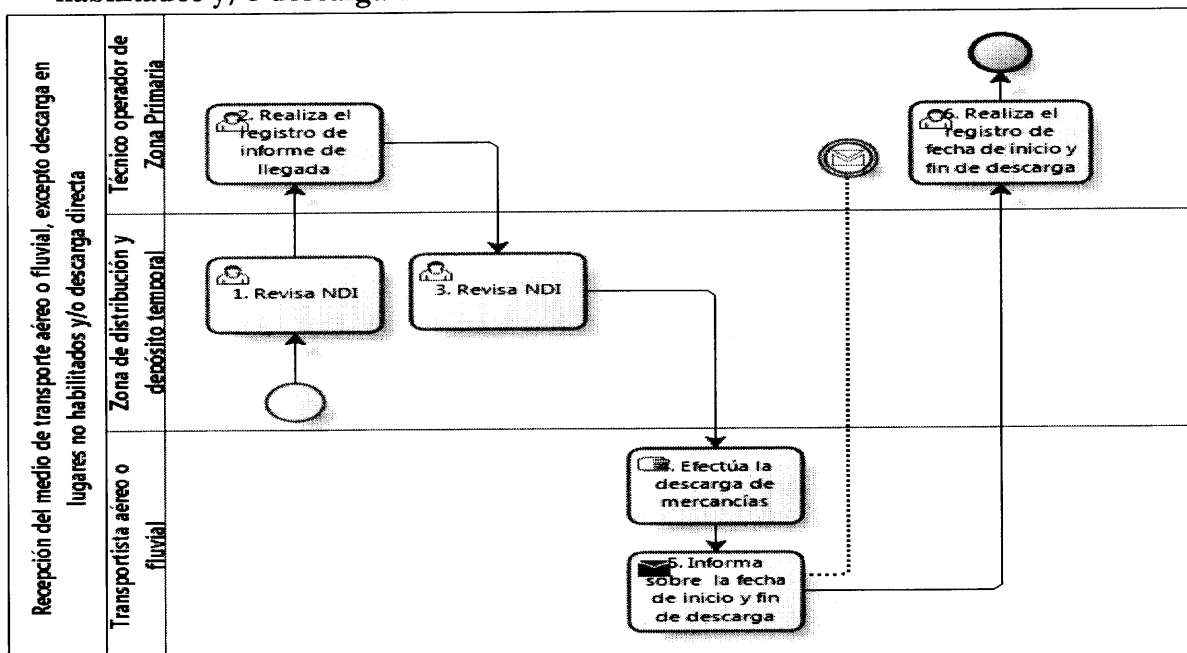 Recepción del medio de transporte aéreo o fluvial, excepto descarga en
lugares no habilitados y/o descarga directa
Técnico operador de
Zona Primaria
2. Realiza el
registro de
informe de
llegada
6. Realiza el
registro de
fecha de inicio y
fin de descarga
Zona de distribución y
depósito temporal
1. Revisa NDI
3. Revisa NDI
Transportista aéreo o
fluvial
4. Efectúa la
descarga de
mercancías
5. Informa
sobre la fecha
de inicio y fin
de descarga